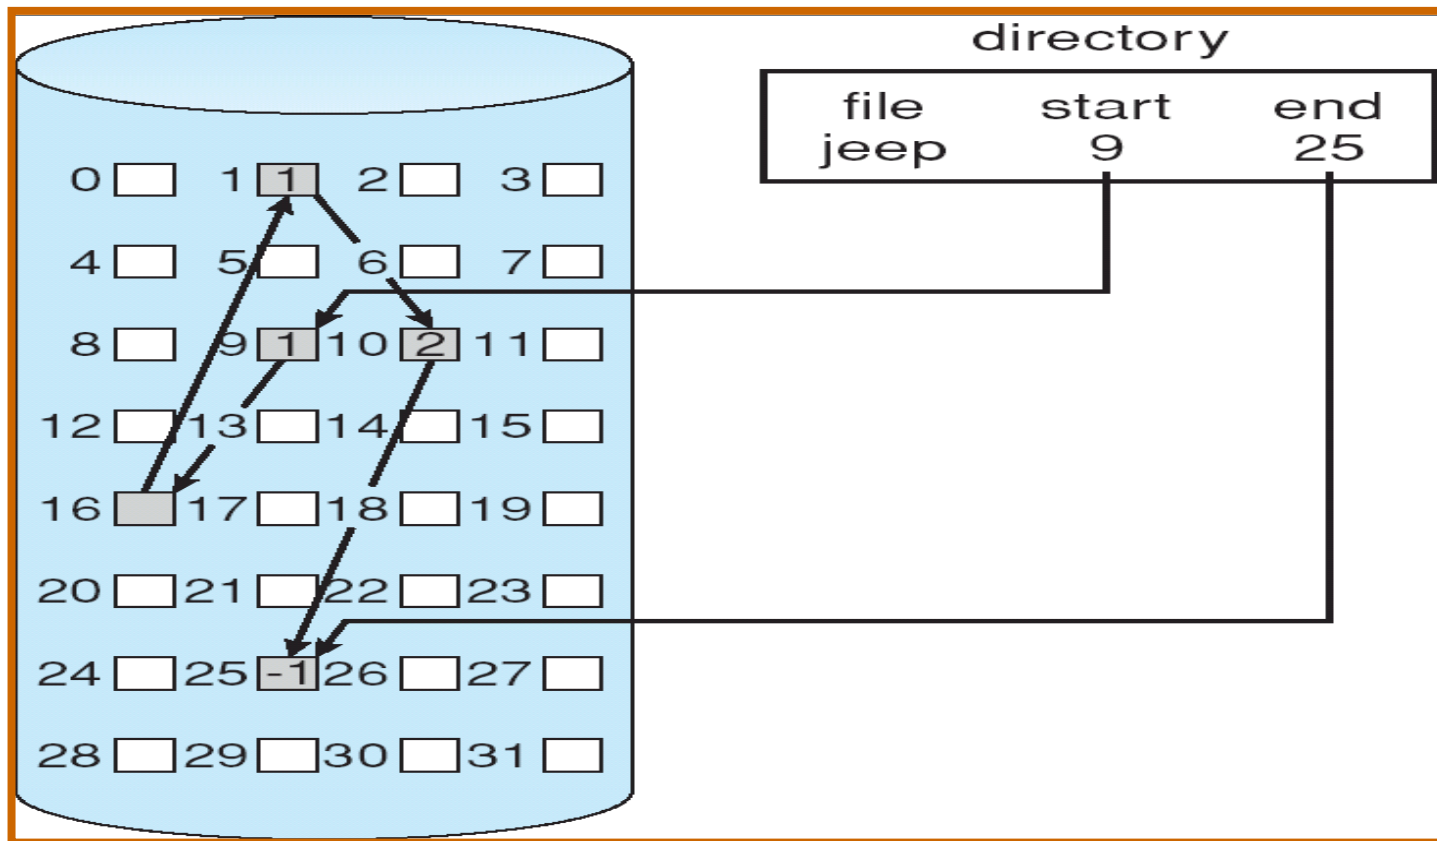 directory
file start end
jeep 9 25
0 1 1 2 3
4 5 6 7
8 9 1 10 2 11
12 13 14 15
16 17 18 19
20 21 22 23
24 25 -1 26 27
28 29 30 31